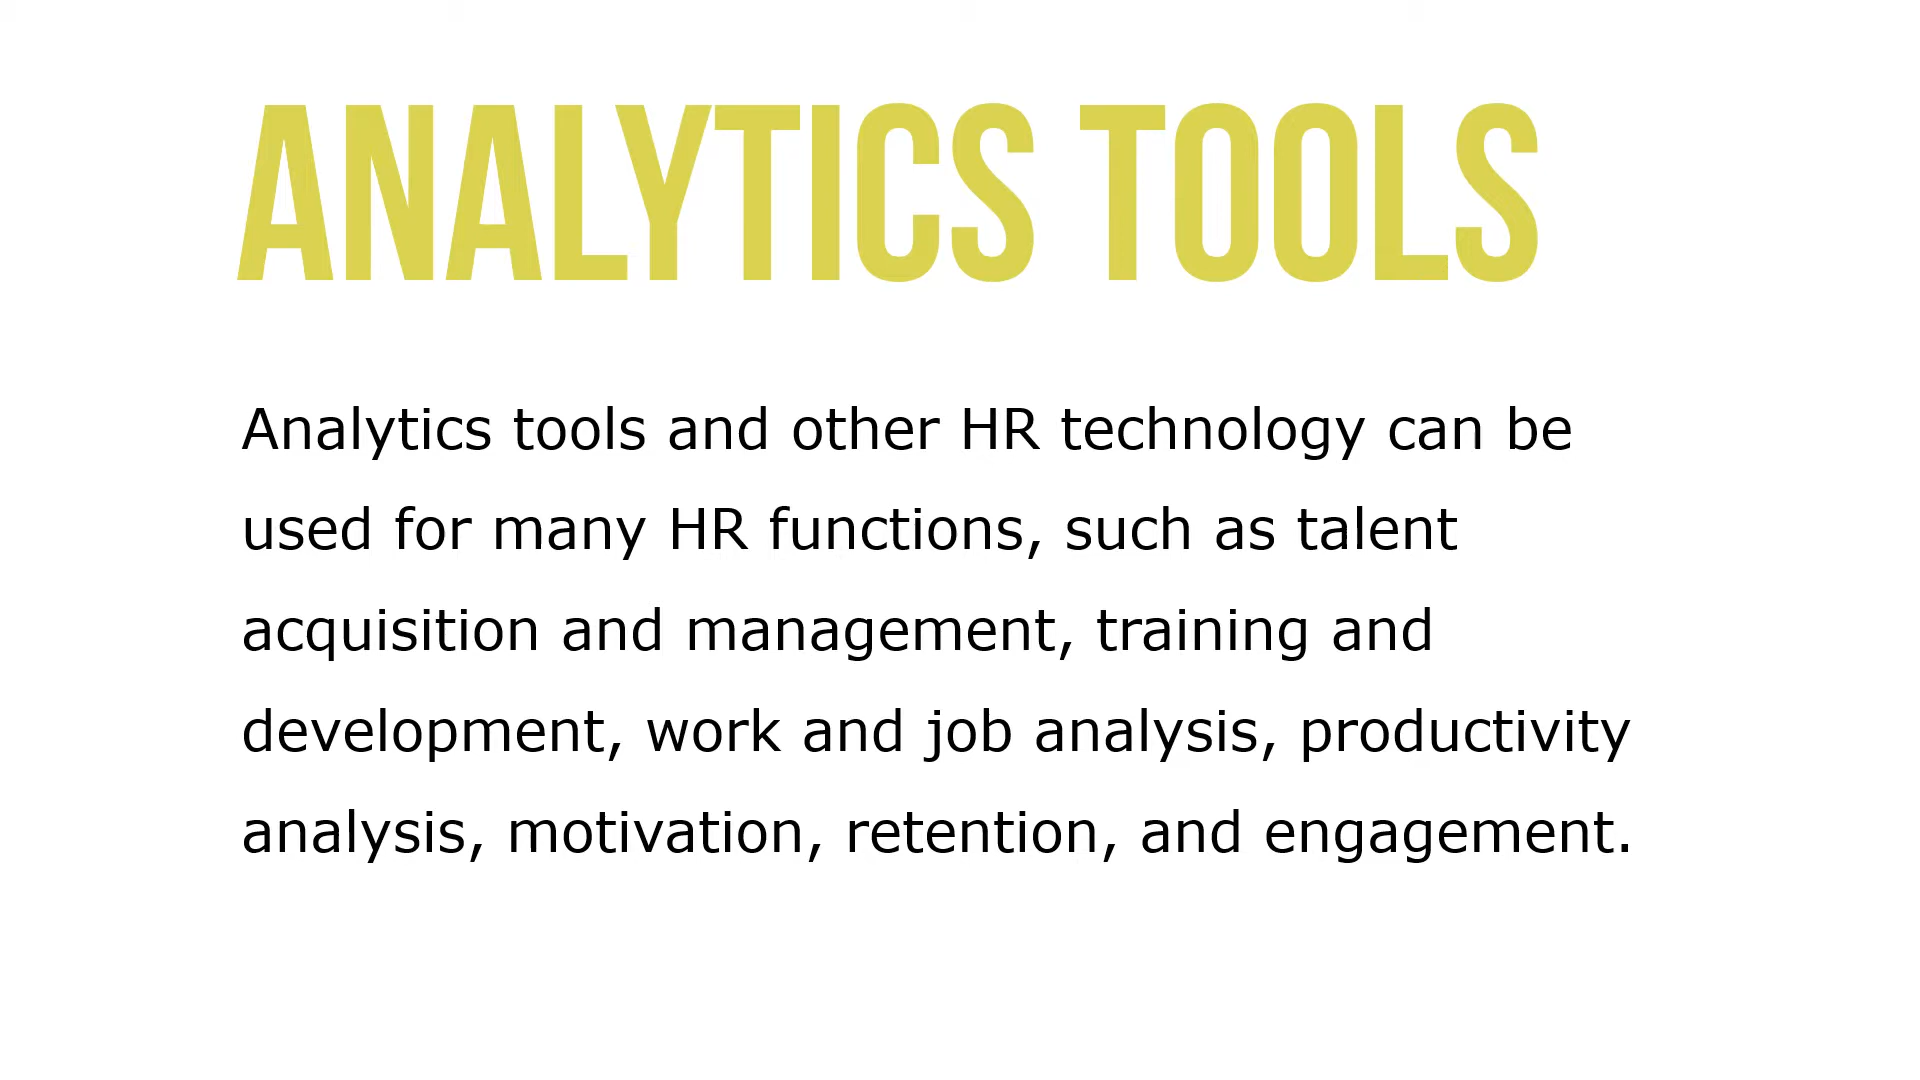 ANALYTICS TOOLS
Analytics tools and other HR technology can be
used for many HR functions, such as talent
acquisition and management, training and
development, work and job analysis, productivity
analysis, motivation, retention, and engagement.